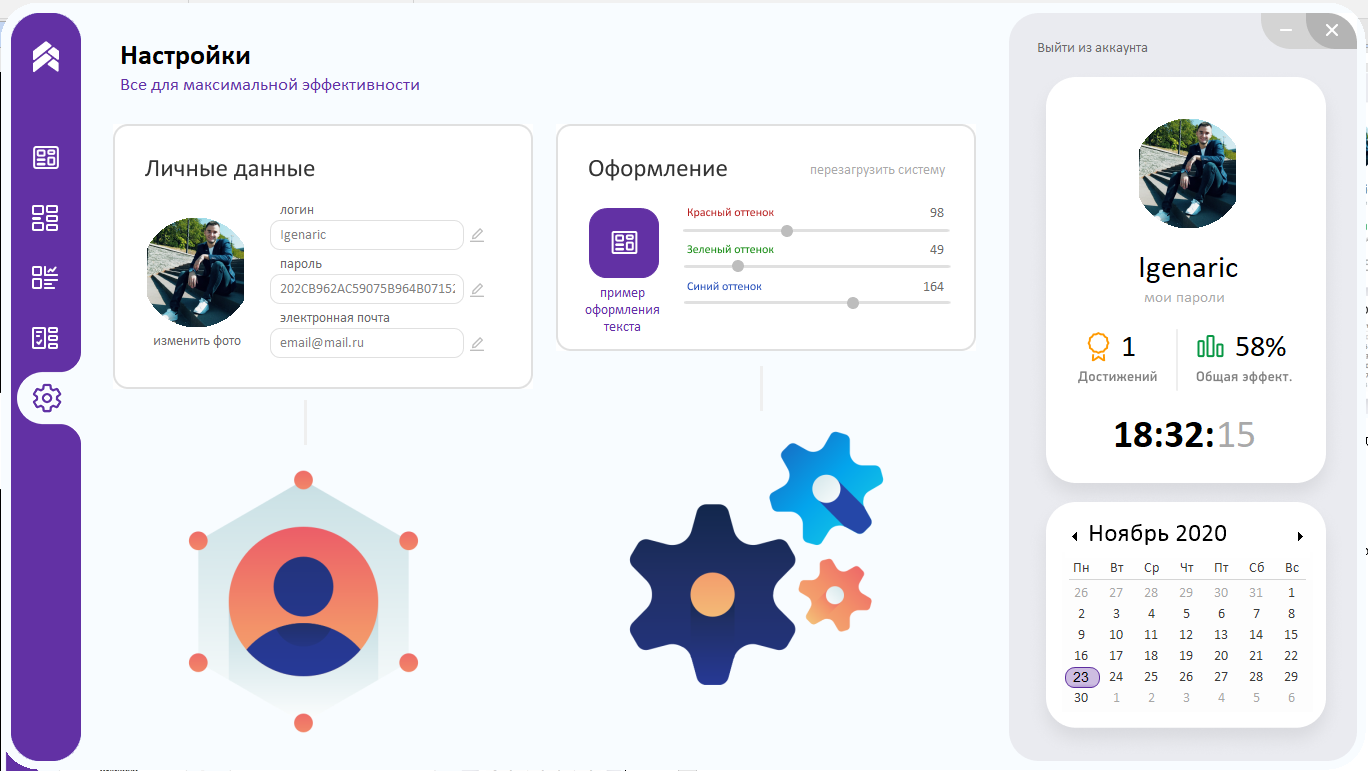 Настройки
Все для максимальной эффективности
Личные данные
логин
Igenaric
пароль
202CB962AC59075B964B07152
электронная почта
email@mail.ru
изменить фото
Оформление
перезагрузить систему
Красный оттенок 98
Зеленый оттенок 49
Синий оттенок 164
пример
оформления
текста
Выйти из аккаунта
Igenaric
мои пароли
1
Достижений
58%
Общая эффект.
18:32:15
Ноябрь 2020
Пн Вт Ср Чт Пт Сб Вс
26 27 28 29 30 31 1
2 3 4 5 6 7 8
9 10 11 12 13 14 15
16 17 18 19 20 21 22
23 24 25 26 27 28 29
30 1 2 3 4 5 6